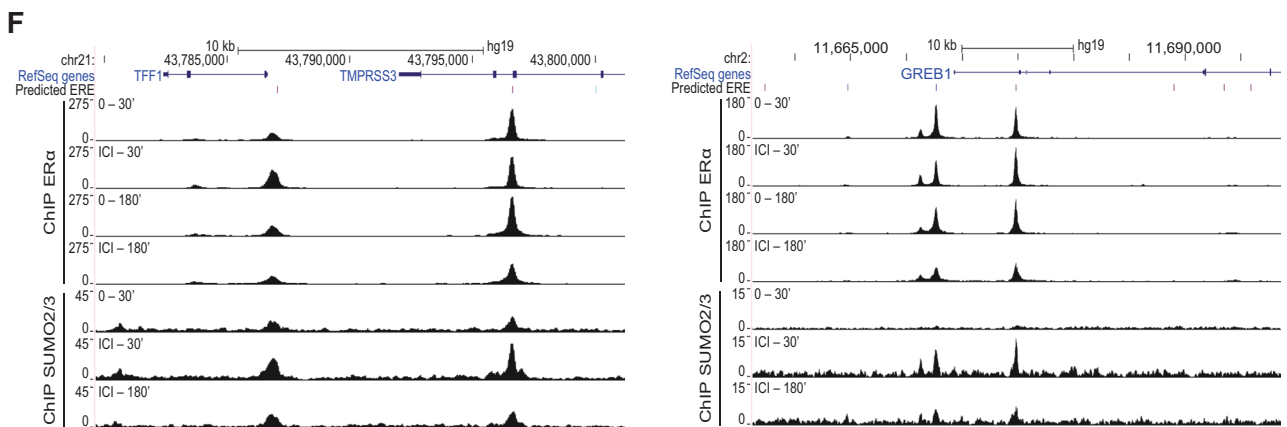 F
10 kb hg19
chr21: 43,785,000 43,790,000 43,795,000 43,800,000
RefSeq genes TFF1 TMPRSS3
Predicted ERE
ChIP ERα
275 0 – 30'
0
275 ICI – 30'
0
275 0 – 180'
0
275 ICI – 180'
0
ChIP SUMO2/3
45 0 – 30'
0
45 ICI – 30'
0
45 ICI – 180'
0
chr2: 11,665,000 10 kb hg19 11,690,000
RefSeq genes GREB1
Predicted ERE
ChIP ERα
180 0 – 30'
0
180 ICI – 30'
0
180 0 – 180'
0
180 ICI – 180'
0
ChIP SUMO2/3
15 0 – 30'
0
15 ICI – 30'
0
15 ICI – 180'
0